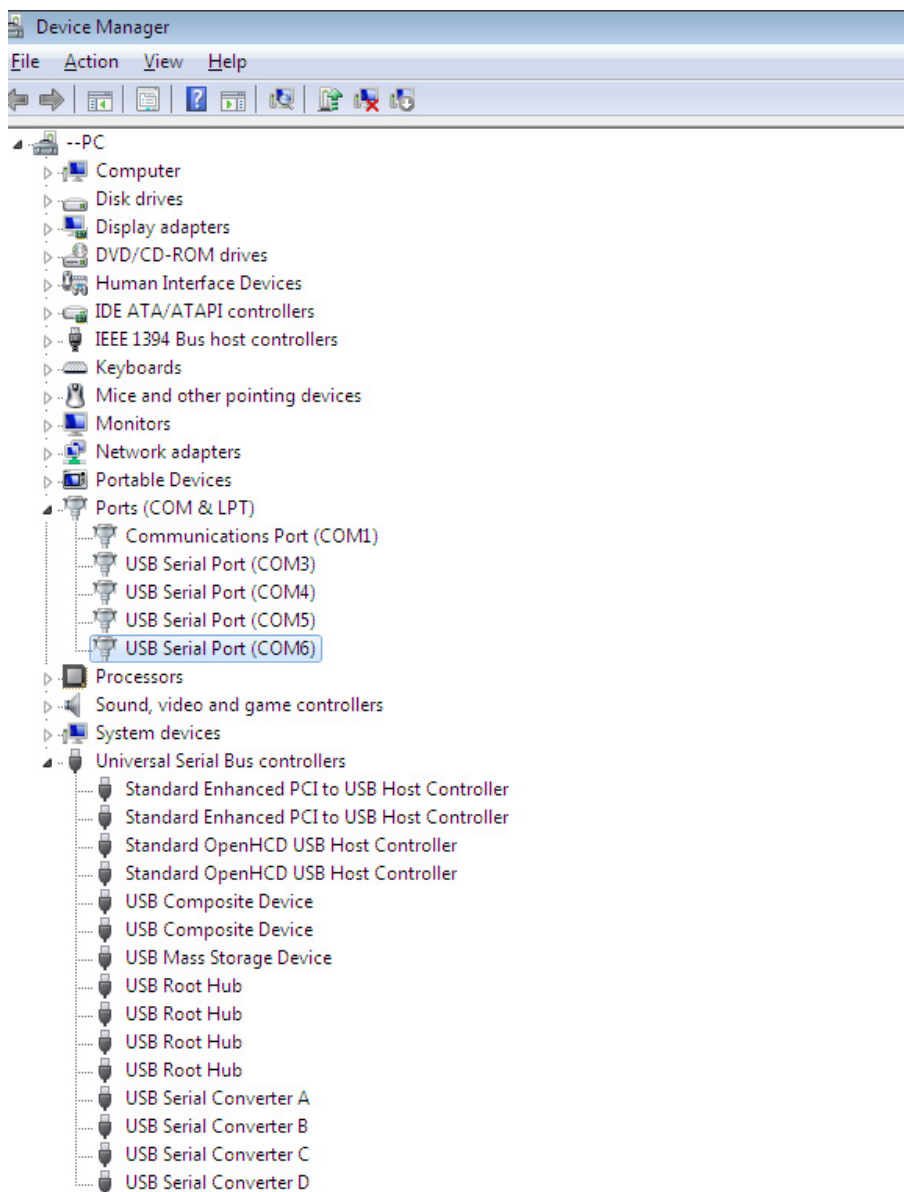 Device Manager
File Action View Help
--PC
Computer
Disk drives
Display adapters
DVD/CD-ROM drives
Human Interface Devices
IDE ATA/ATAPI controllers
IEEE 1394 Bus host controllers
Keyboards
Mice and other pointing devices
Monitors
Network adapters
Portable Devices
Ports (COM & LPT)
Communications Port (COM1)
USB Serial Port (COM3)
USB Serial Port (COM4)
USB Serial Port (COM5)
USB Serial Port (COM6)
Processors
Sound, video and game controllers
System devices
Universal Serial Bus controllers
Standard Enhanced PCI to USB Host Controller
Standard Enhanced PCI to USB Host Controller
Standard OpenHCD USB Host Controller
Standard OpenHCD USB Host Controller
USB Composite Device
USB Composite Device
USB Mass Storage Device
USB Root Hub
USB Root Hub
USB Root Hub
USB Root Hub
USB Serial Converter A
USB Serial Converter B
USB Serial Converter C
USB Serial Converter D